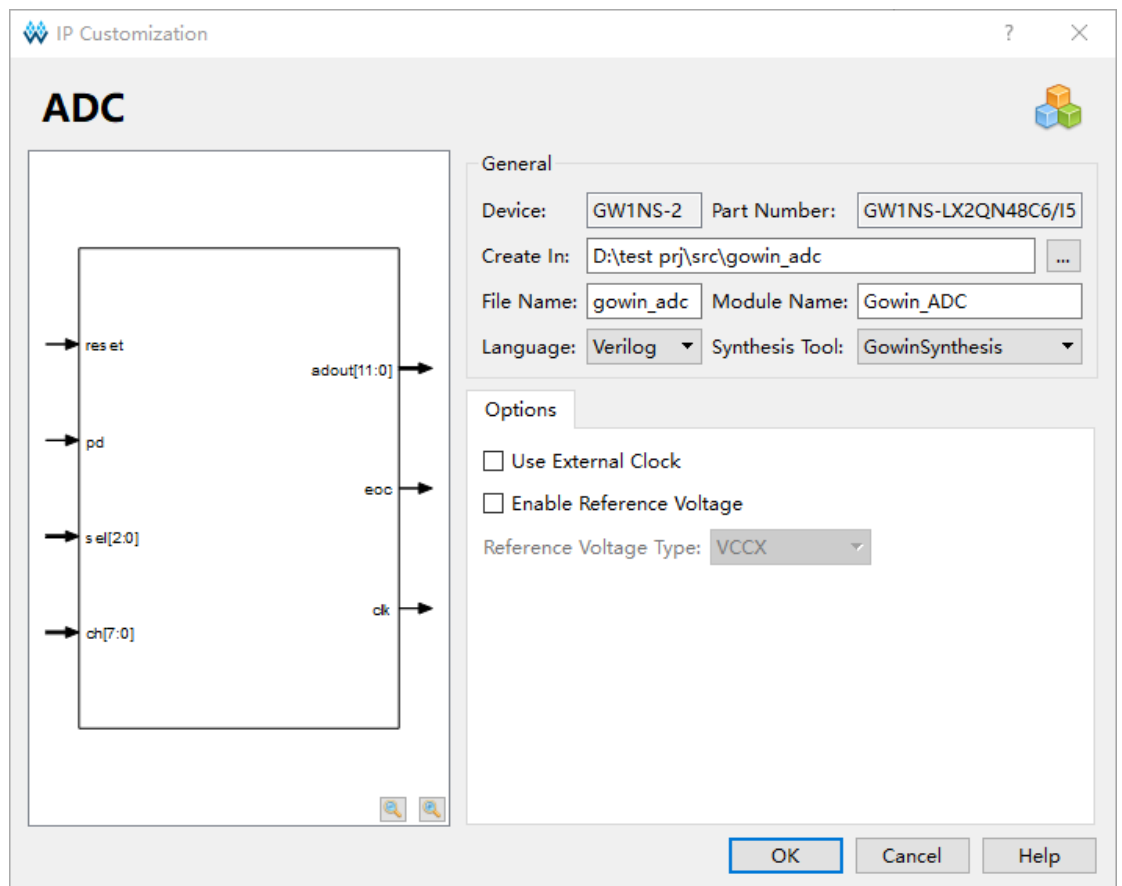 IP Customization ?
ADC
General
Device: GW1NS-2 Part Number: GW1NS-LX2QN48C6/I5
Create In: D:\test prj\src\gowin_adc ...
File Name: gowin_adc Module Name: Gowin_ADC
Language: Verilog Synthesis Tool: GowinSynthesis
reset
adout[11:0]
pd
eoc
sel[2:0]
clk
ch[7:0]
Options
Use External Clock
Enable Reference Voltage
Reference Voltage Type: VCCX
OK Cancel Help